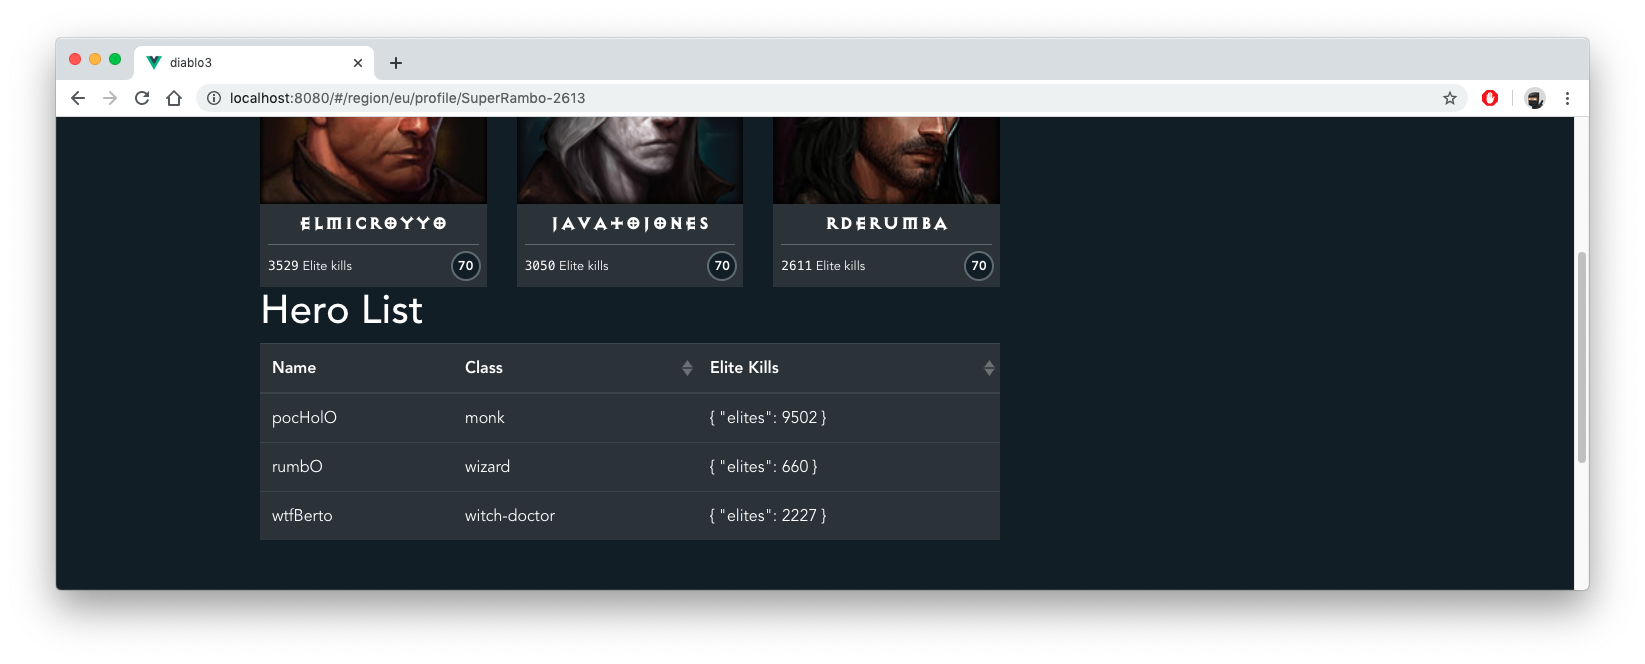 diablo3
localhost:8080/#/region/eu/profile/SuperRambo-2613
ELMICROYYO
JAVATOJONES
RDERUMBA
3529 Elite kills 70
3050 Elite kills 70
2611 Elite kills 70
Hero List
Name Class Elite Kills
pocHolO monk { "elites": 9502 }
rumbO wizard { "elites": 660 }
wtfBerto witch-doctor { "elites": 2227 }